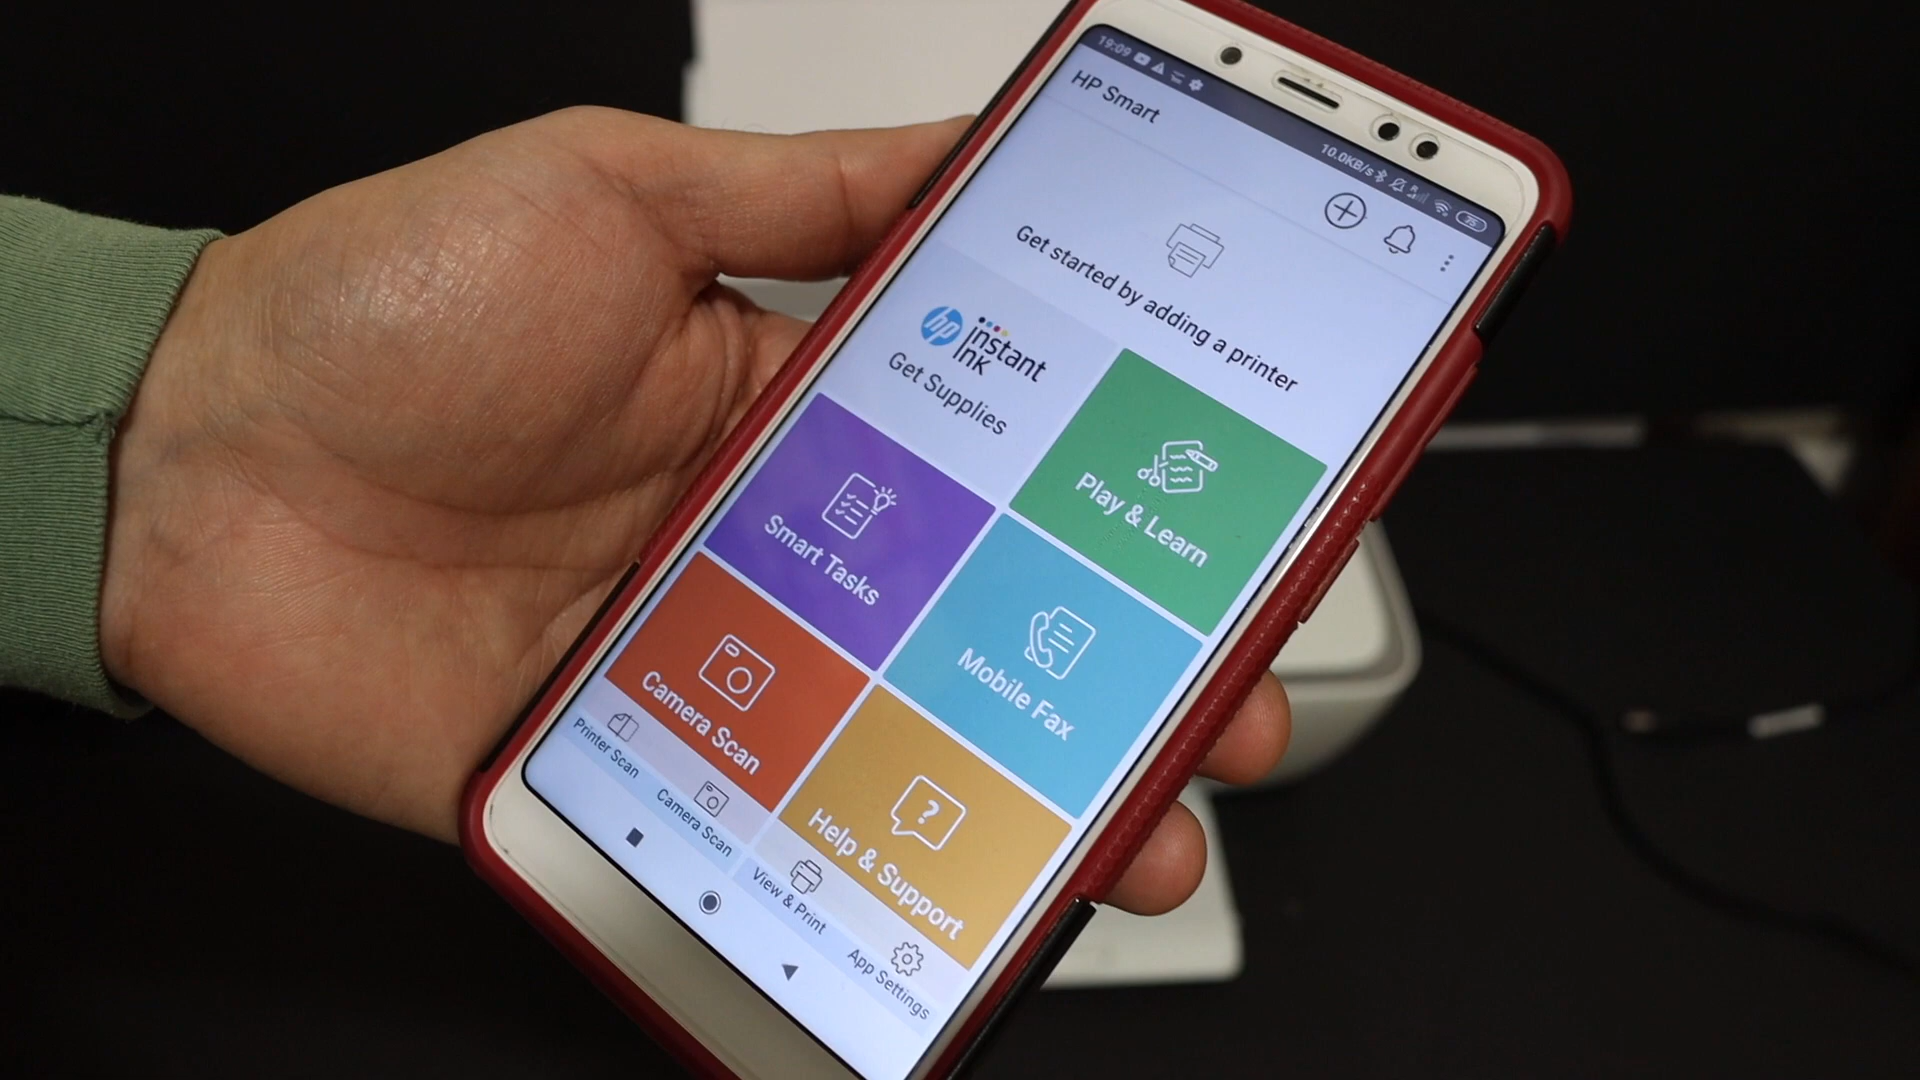 19:09
10.0KB/s
25
HP Smart
Get started by adding a printer
hp instant
ink
Get Supplies
Play & Learn
Smart Tasks
Mobile Fax
Camera Scan
?
Help & Support
Printer Scan
Camera Scan
View & Print
App Settings